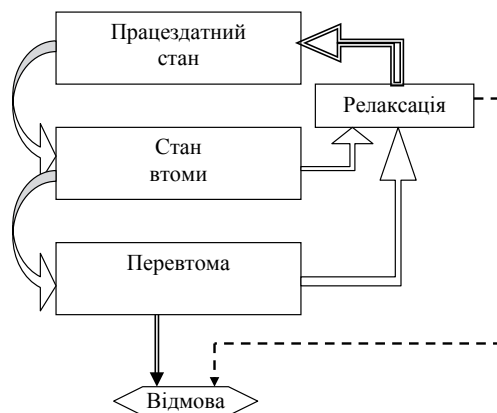 Працездатний
стан
Релаксація
Стан
втоми
Перевтома
Відмова